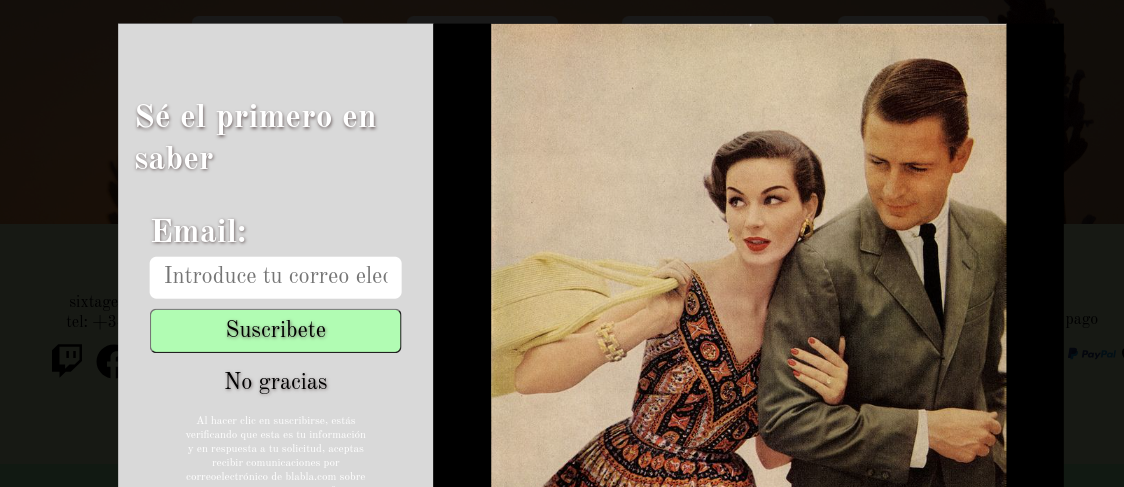 Sé el primero en
saber
Email:
Introduce tu correo elec
Suscribete
No gracias
Al hacer clic en suscribirse, estás
verificando que esta es tu información
y en respuesta a tu solicitud, aceptas
recibir comunicaciones por
correoelectrónico de blabla.com sobre
sixtage
tel: +3
pago
PayPal